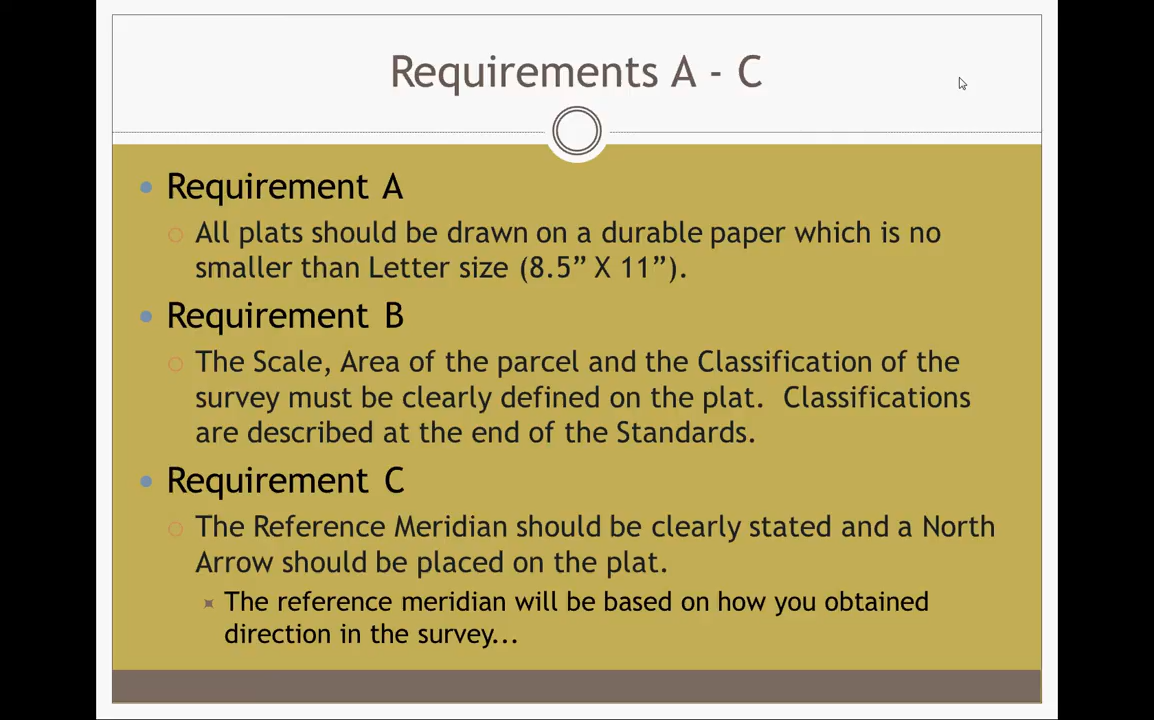 Requirements A - C
Requirement A
All plats should be drawn on a durable paper which is no
smaller than Letter size (8.5” X 11”).
Requirement B
The Scale, Area of the parcel and the Classification of the
survey must be clearly defined on the plat.  Classifications
are described at the end of the Standards.
Requirement C
The Reference Meridian should be clearly stated and a North
Arrow should be placed on the plat.
The reference meridian will be based on how you obtained
direction in the survey...